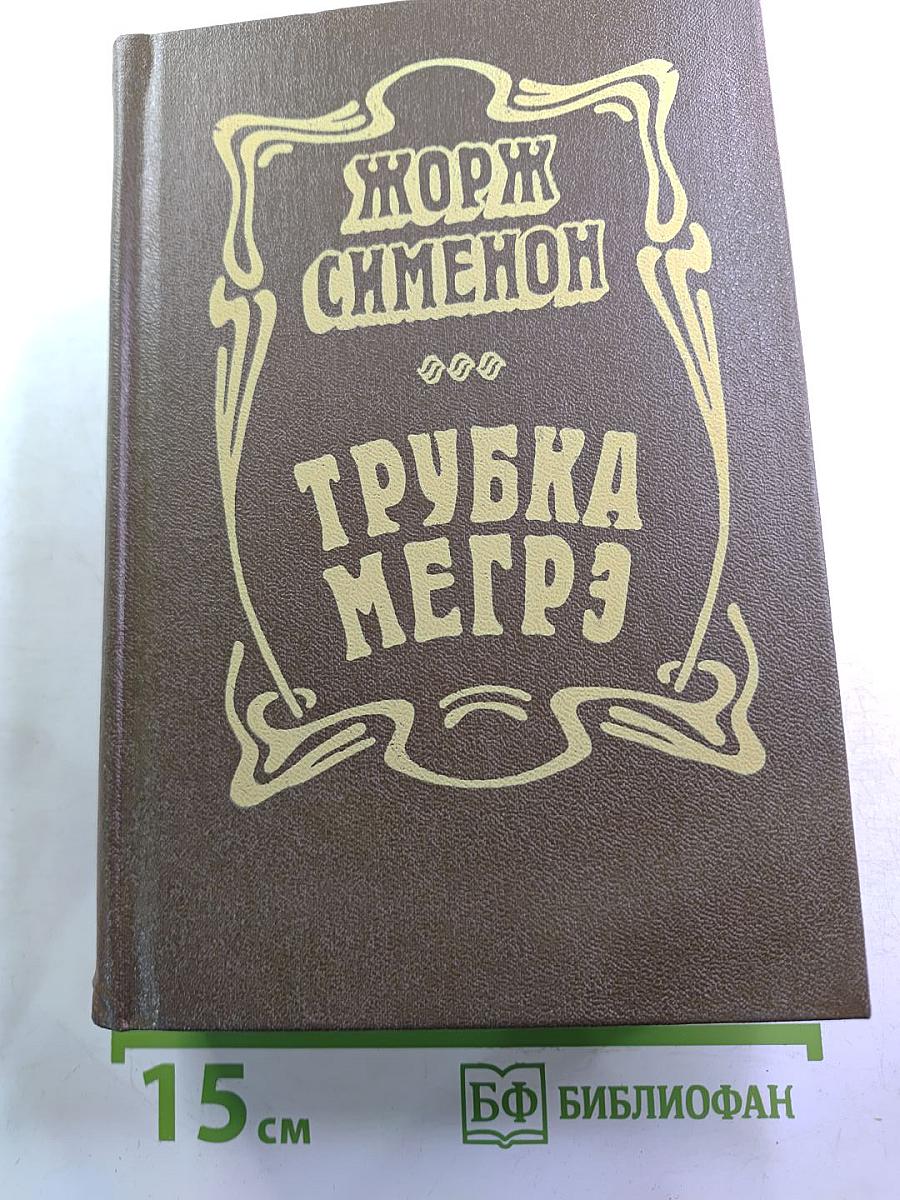 ЖОРЖ
СИМЕНОН
ТРУБКА
МЕГРЭ
15 см
БФ БИБЛИОФАН